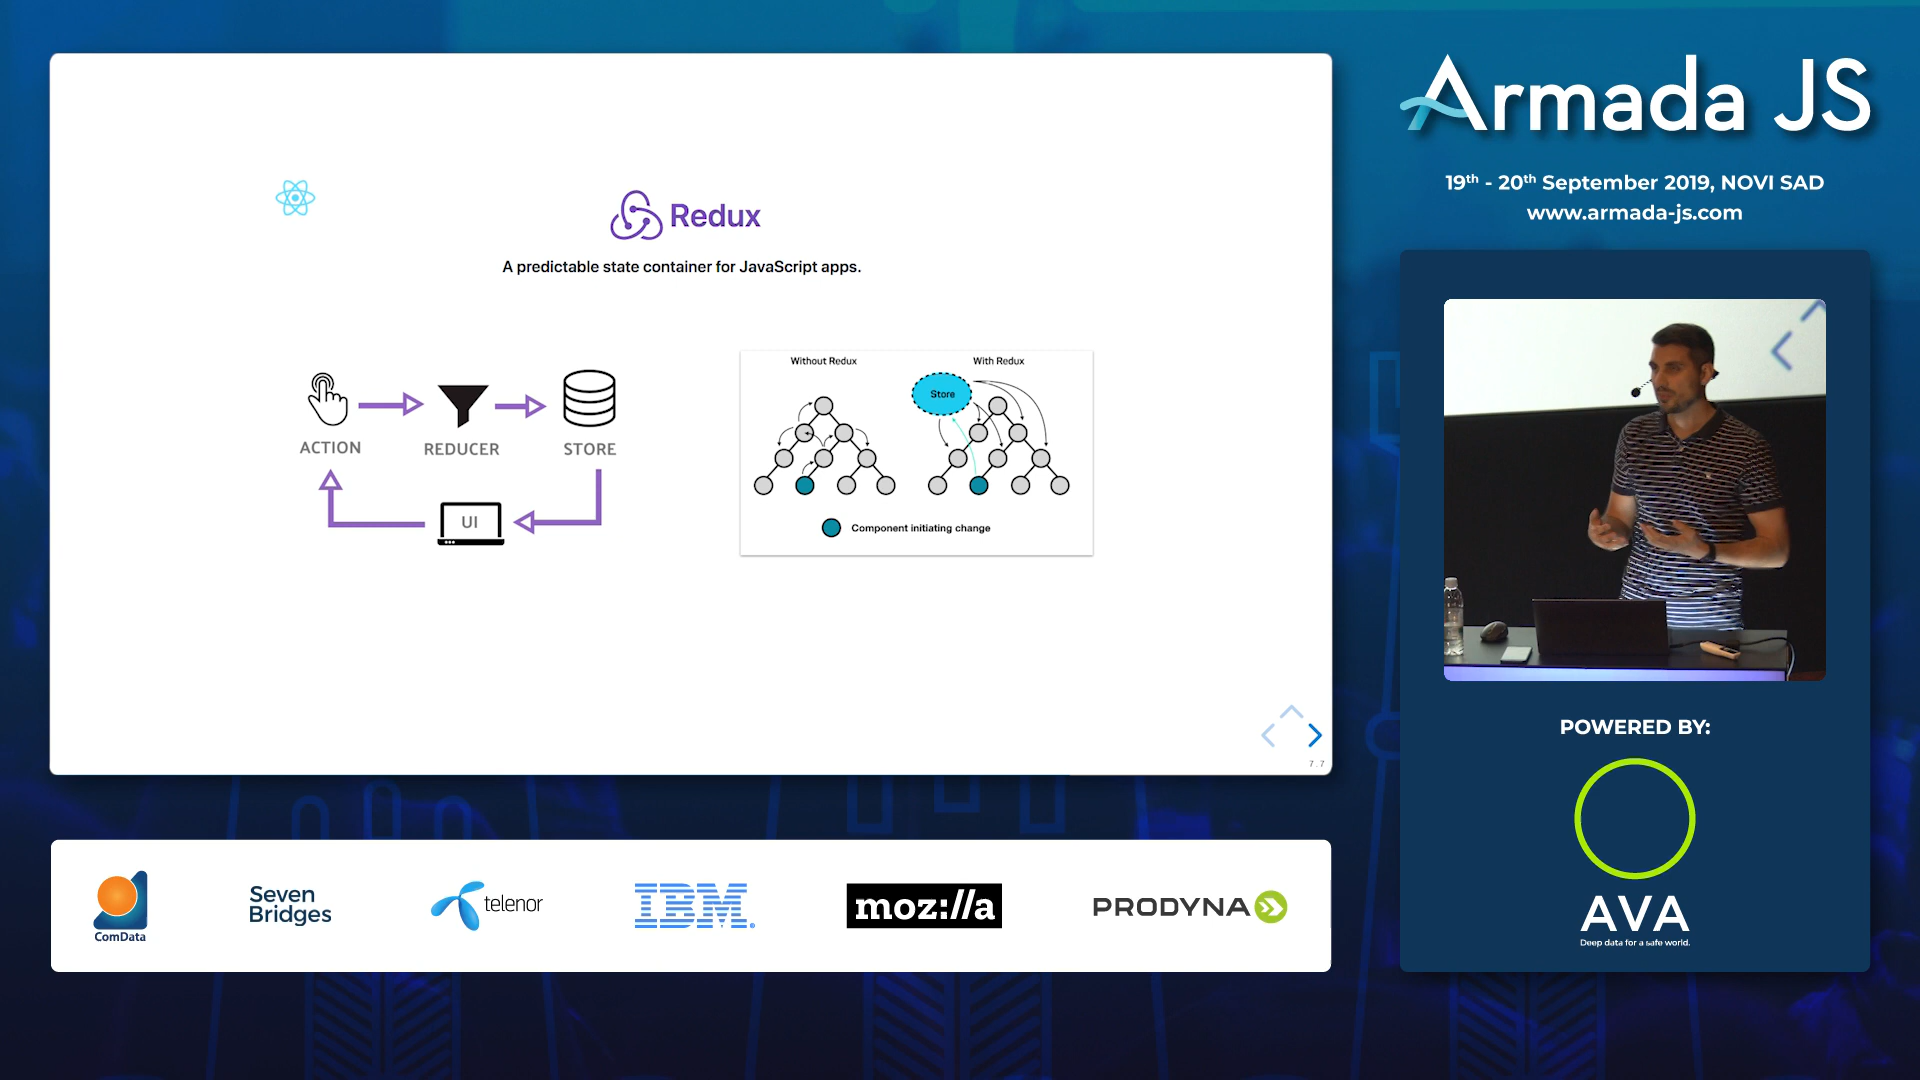 Redux
A predictable state container for JavaScript apps.
ACTION
REDUCER
STORE
UI
Without Redux
With Redux
Store
Component initiating change
7.7
Armada JS
19th - 20th September 2019, NOVI SAD
www.armada-js.com
POWERED BY:
AVA
Deep data for a safe world.
ComData
Seven
Bridges
telenor
IBM®
moz://a
PRODYNA